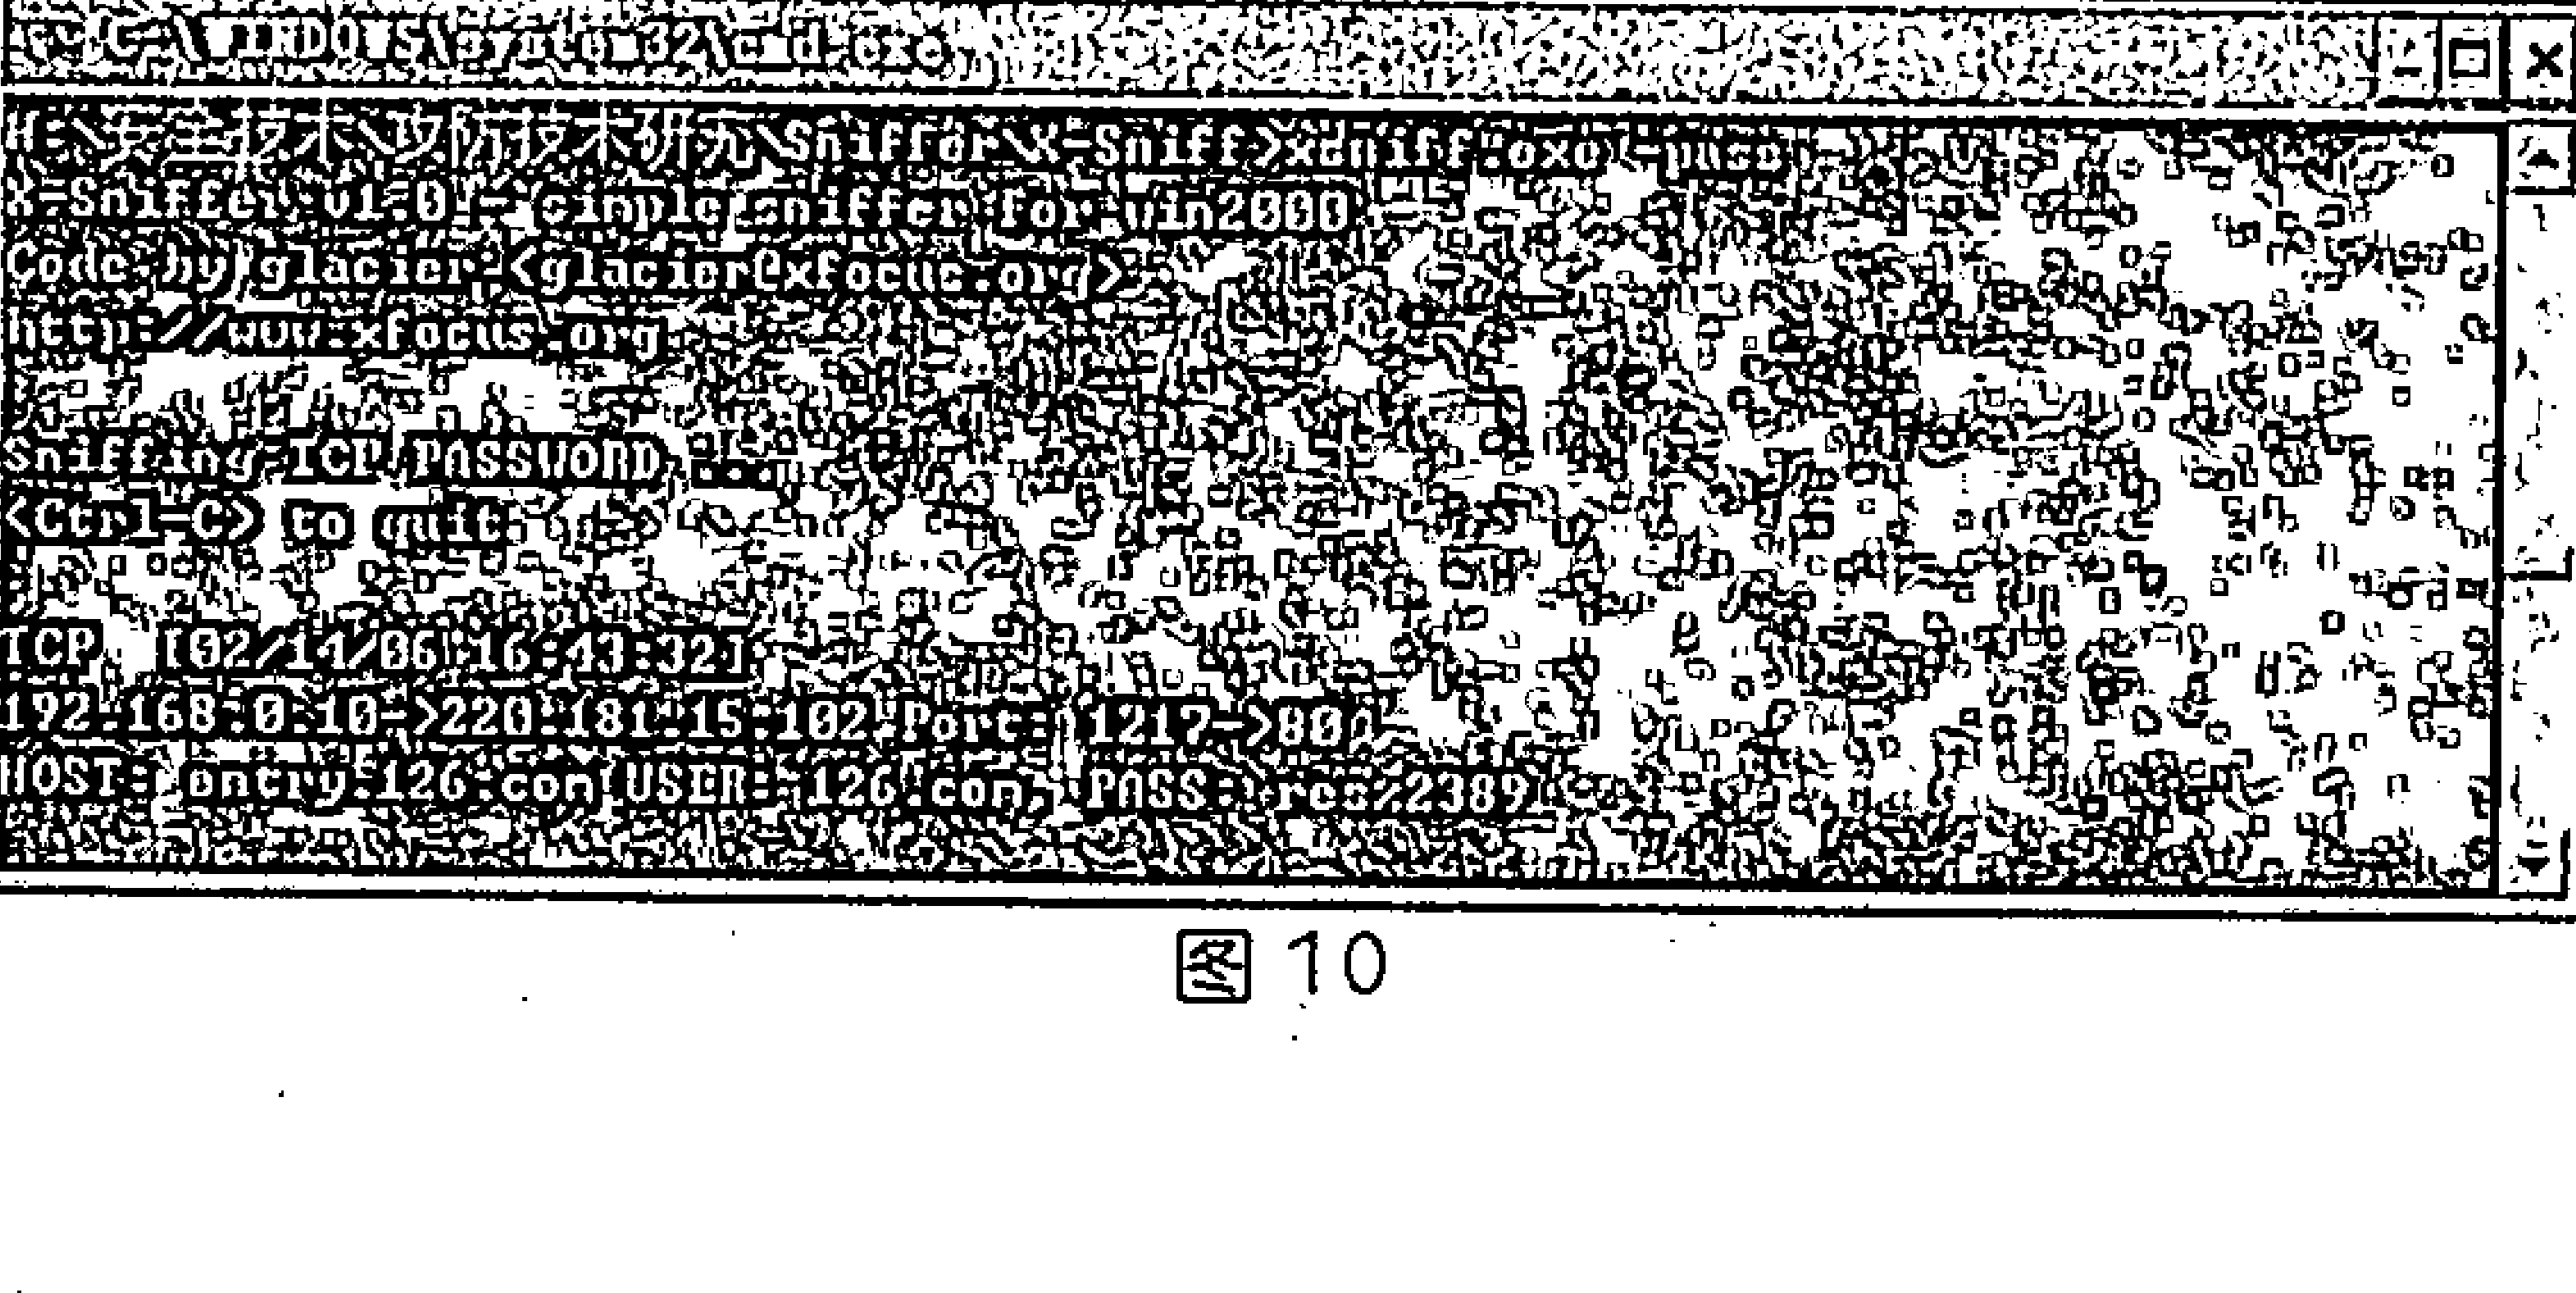 C:\WINDOWS\system32\cmd.exe
H:\安全技术\攻防技术研究\Sniffer\X-Sniff>xsniff.exe -pass
X-Sniffer v1.0 - simple sniffer for win2000
Code by glacier <glacier@xfocus.org>
http://www.xfocus.org
Sniffing TCP PASSWORD ...
<Ctrl-C> to quit
TCP [02/14/06 16:43:32]
192.168.0.10->220.181.15.102 Port: 1217->80
HOST: entry.126.com USER: 126.com, PASS:
图 10